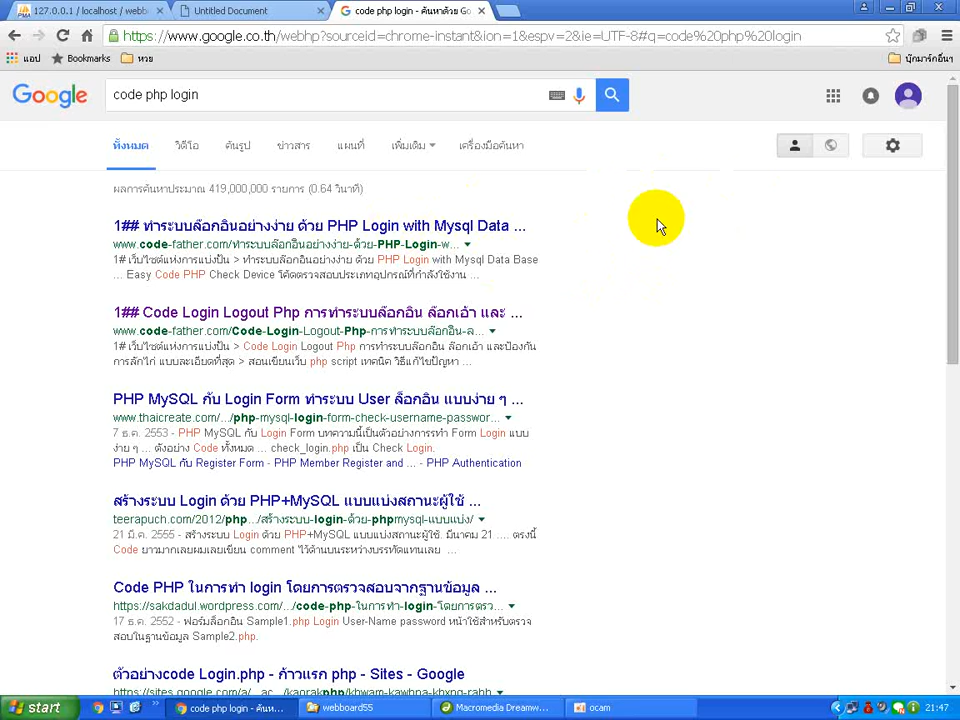 127.0.0.1 / localhost / webb
Untitled Document
code php login - ค้นหาด้วย Go
https://www.google.co.th/webhp?sourceid=chrome-instant&ion=1&espv=2&ie=UTF-8#q=code%20php%20login
แอป Bookmarks หวย บุ๊กมาร์กอื่นๆ
Google code php login
ทั้งหมด วิดีโอ ค้นรูป ข่าวสาร แผนที่ เพิ่มเติม เครื่องมือค้นหา
ผลการค้นหาประมาณ 419,000,000 รายการ (0.64 วินาที)
1## ทำระบบล๊อกอินอย่างง่าย ด้วย PHP Login with Mysql Data ...
www.code-father.com/ทำระบบล๊อกอินอย่างง่าย-ด้วย-PHP-Login-w...
1# เว็บไซต์แห่งการแบ่งปัน > ทำระบบล๊อกอินอย่างง่าย ด้วย PHP Login with Mysql Data Base
... Easy Code PHP Check Device โค้ดตรวจสอบประเภทอุปกรณ์ที่กำลังใช้งาน ...
1## Code Login Logout Php การทำระบบล๊อกอิน ล๊อกเอ้า และ ...
www.code-father.com/Code-Login-Logout-Php-การทำระบบล๊อกอิน-ล...
1# เว็บไซต์แห่งการแบ่งปัน > Code Login Logout Php การทำระบบล๊อกอิน ล๊อกเอ้า และป้องกัน
การลักไก่ แบบละเอียดที่สุด > สอนเขียนเว็บ php script เทคนิค วิธีแก้ไขปัญหา ...
PHP MySQL กับ Login Form ทำระบบ User ล็อกอิน แบบง่าย ๆ ...
www.thaicreate.com/.../php-mysql-login-form-check-username-passwor...
7 ธ.ค. 2553 - PHP MySQL กับ Login Form บทความนี้เป็นตัวอย่างการทำ Form Login แบบ
ง่าย ๆ ... ดังอย่าง Code ทั้งหมด ... check_login.php เป็น Check Login.
PHP MySQL กับ Register Form - PHP Member Register and ... - PHP Authentication
สร้างระบบ Login ด้วย PHP+MySQL แบบแบ่งสถานะผู้ใช้ ...
teerapuch.com/2012/php.../สร้างระบบ-login-ด้วย-phpmysql-แบบแบ่ง/
21 มี.ค. 2555 - สร้างระบบ Login ด้วย PHP+MySQL แบบแบ่งสถานะผู้ใช้. มีนาคม 21 .... ตรงนี้
Code ยาวมากเลยผมเลยเขียน comment ไว้ด้านบนระหว่างบรรทัดแทนเลย ...
Code PHP ในการทำ login โดยการตรวจสอบจากฐานข้อมูล ...
https://sakdadul.wordpress.com/.../code-php-ในการทำ-login-โดยการตรว...
17 ธ.ค. 2552 - ฟอร์มล็อกอิน Sample1.php Login User-Name password หน้าใช้สำหรับตรวจ
สอบในฐานข้อมูล Sample2.php.
ตัวอย่างcode Login.php - ก้าวแรก php - Sites - Google
https://sites.google.com/a/
start code php login - ค้นห... webboard55 Macromedia Dreamw... ocam 21:47